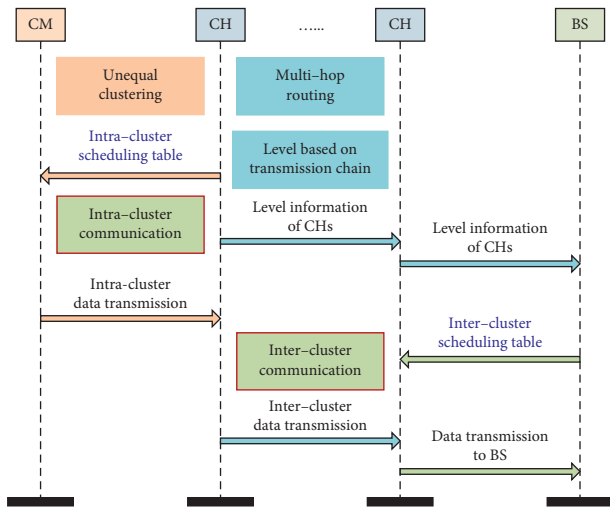 CM
CH
…...
CH
BS
Unequal
clustering
Multi–hop
routing
Intra–cluster
scheduling table
Level based on
transmission chain
Intra–cluster
communication
Level information
of CHs
Level information
of CHs
Intra-cluster
data transmission
Inter–cluster
scheduling table
Inter–cluster
communication
Inter–cluster
data transmission
Data transmission
to BS